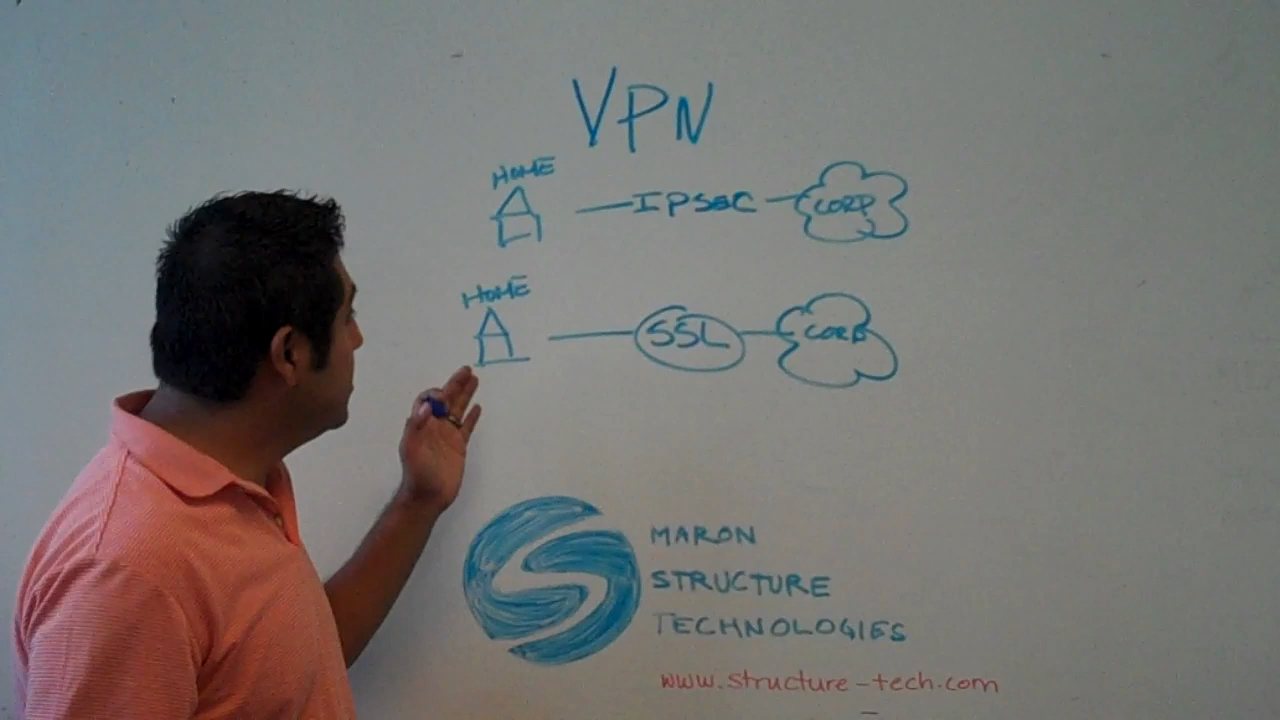 VPN
HOME
IPSEC CORP
HOME
SSL CORP
MARON
STRUCTURE
TECHNOLOGIES
www.structure-tech.com